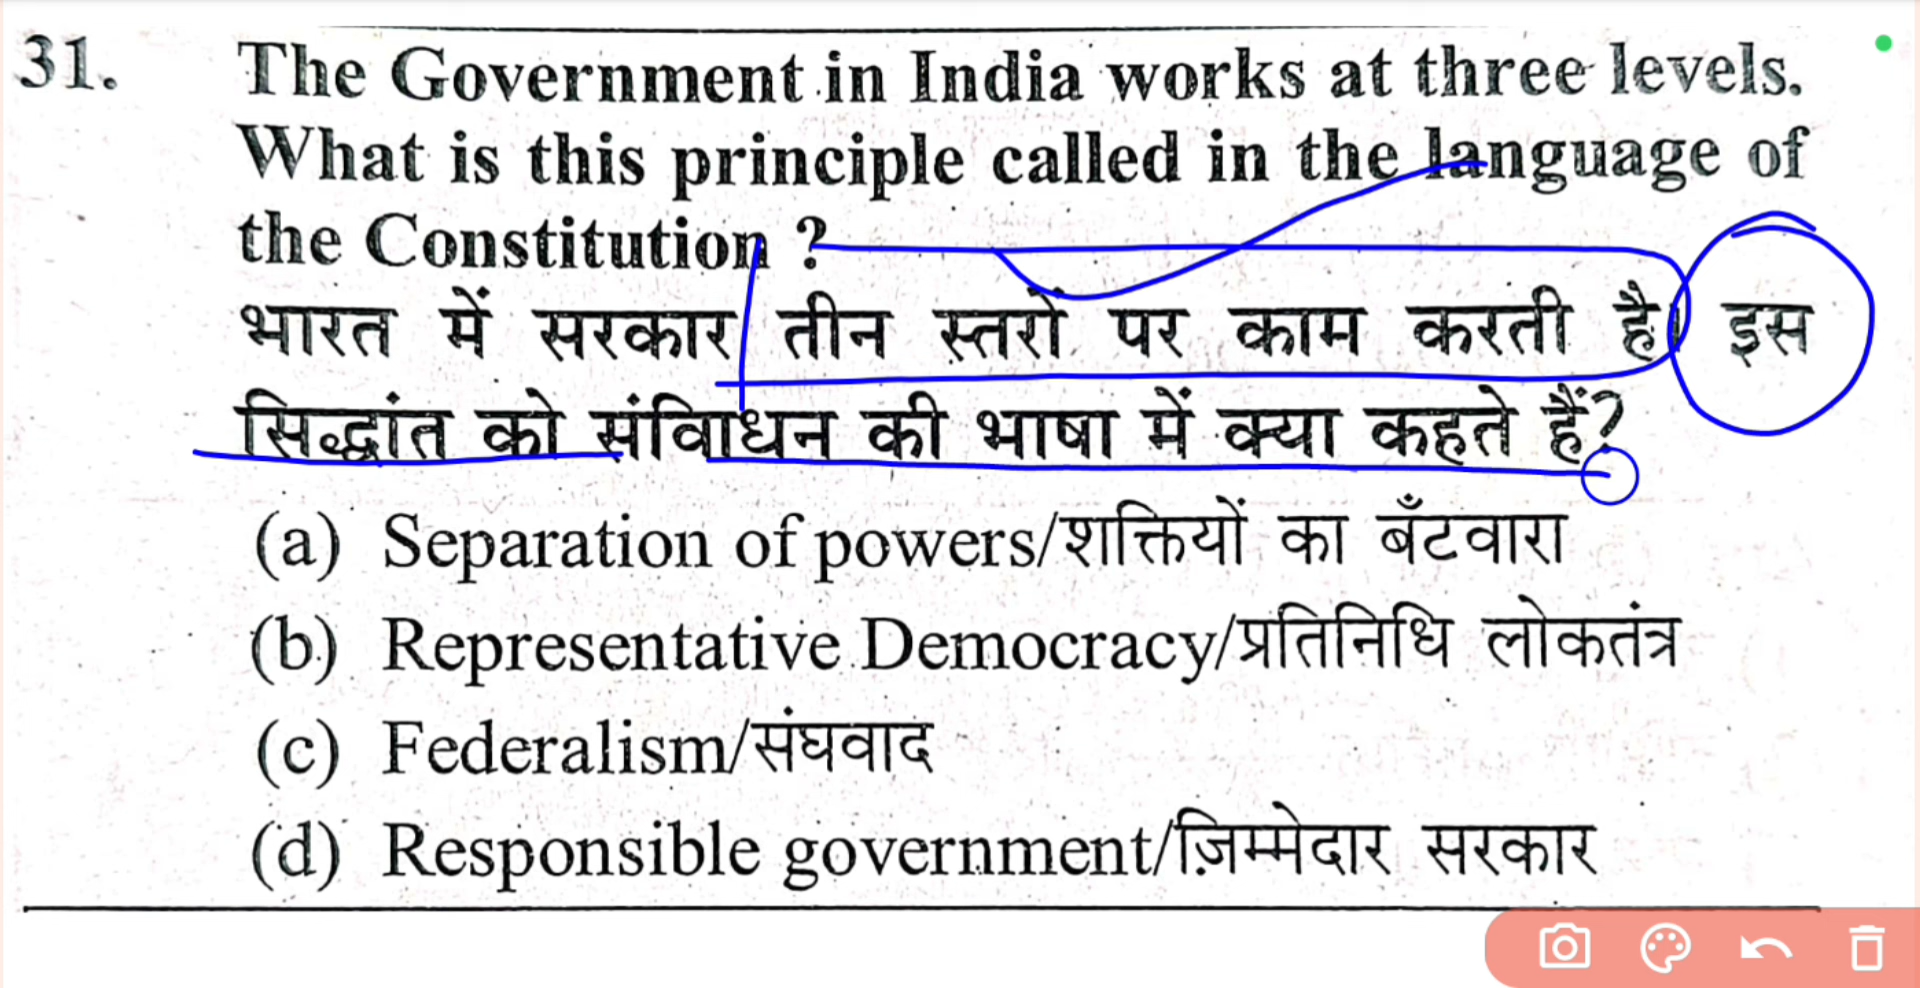 31. The Government in India works at three levels.
What is this principle called in the language of
the Constitution ?
भारत में सरकार तीन स्तरों पर काम करती है। इस
सिद्धांत को संविाधन की भाषा में क्या कहते हैं?
(a) Separation of powers/शक्तियों का बँटवारा
(b) Representative Democracy/प्रतिनिधि लोकतंत्र
(c) Federalism/संघवाद
(d) Responsible government/ज़िम्मेदार सरकार